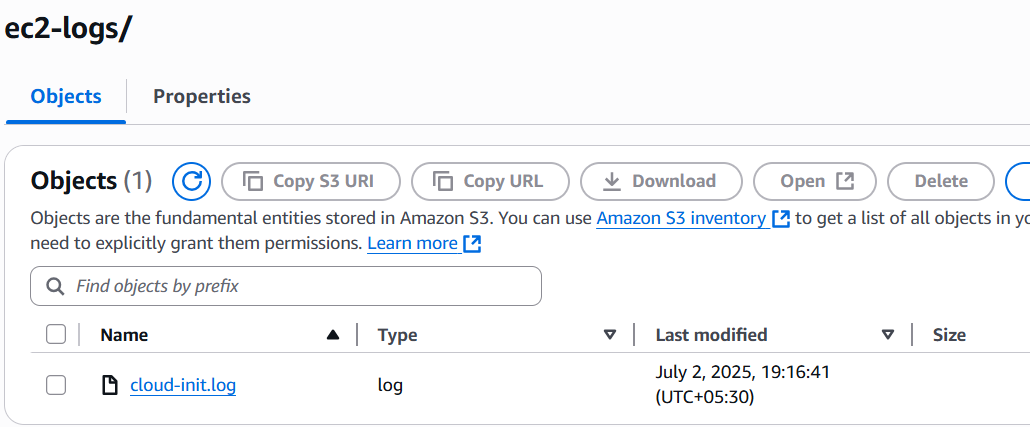 ec2-logs/
Objects
Properties
Objects (1)
Copy S3 URI
Copy URL
Download
Open
Delete
Objects are the fundamental entities stored in Amazon S3. You can use Amazon S3 inventory to get a list of all objects in
need to explicitly grant them permissions. Learn more
Find objects by prefix
Name
Type
Last modified
Size
cloud-init.log
log
July 2, 2025, 19:16:41
(UTC+05:30)